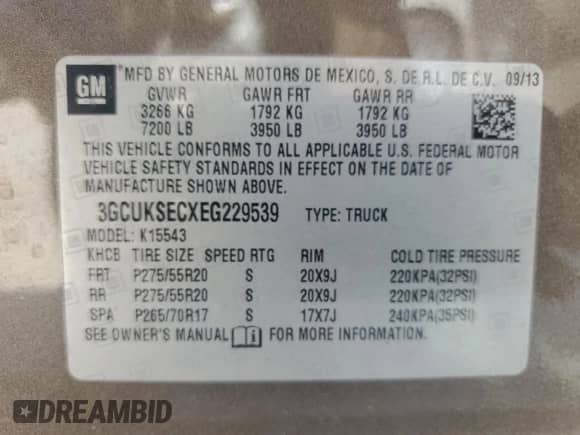 GM
MFD BY GENERAL MOTORS DE MEXICO, S. DE R.L. DE C.V. 09/13
GVWR GAWR FRT GAWR RR
3266 KG 1792 KG 1792 KG
7200 LB 3950 LB 3950 LB
THIS VEHICLE CONFORMS TO ALL APPLICABLE U.S. FEDERAL MOTOR
VEHICLE SAFETY STANDARDS IN EFFECT ON THE DATE OF
MANUFACTURE SHOWN ABOVE.
3GCUKSECXEG229539 TYPE: TRUCK
MODEL: K15543
KHCB TIRE SIZE SPEED RTG RIM COLD TIRE PRESSURE
FRT P275/55R20 S 20X9J 220KPA(32PSI)
RR P275/55R20 S 20X9J 220KPA(32PSI)
SPA P265/70R17 S 17X7J 240KPA(35PSI)
SEE OWNER'S MANUAL FOR MORE INFORMATION.
DREAMBID